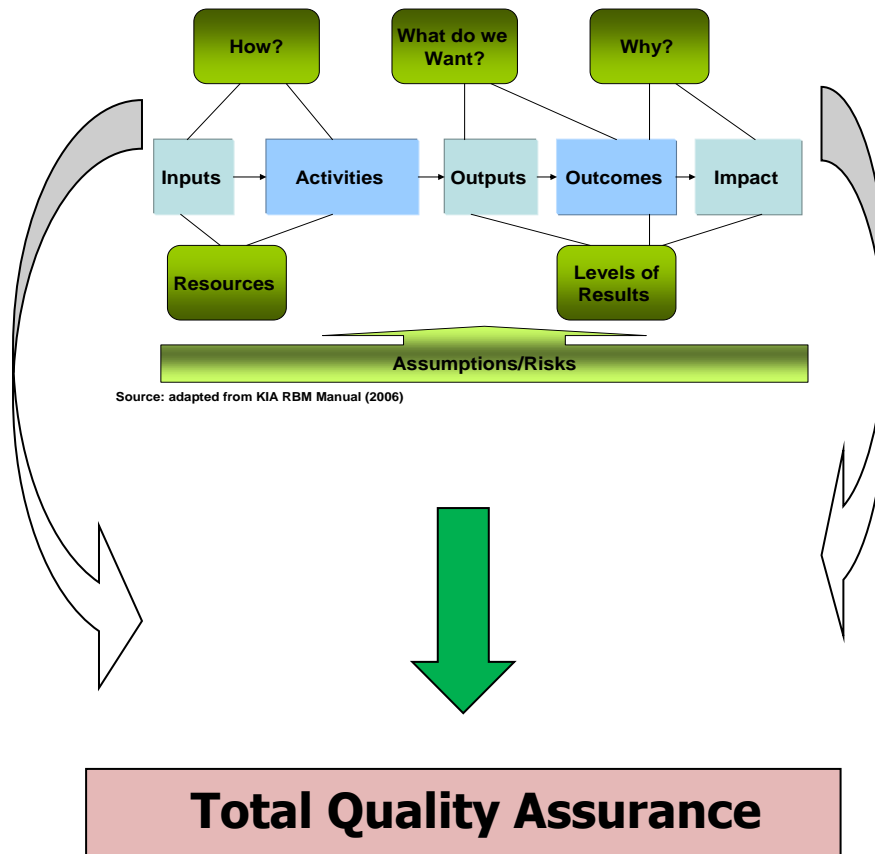 How?
What do we
Want?
Why?
Inputs
Activities
Outputs
Outcomes
Impact
Resources
Levels of
Results
Assumptions/Risks
Source: adapted from KIA RBM Manual (2006)
Total Quality Assurance